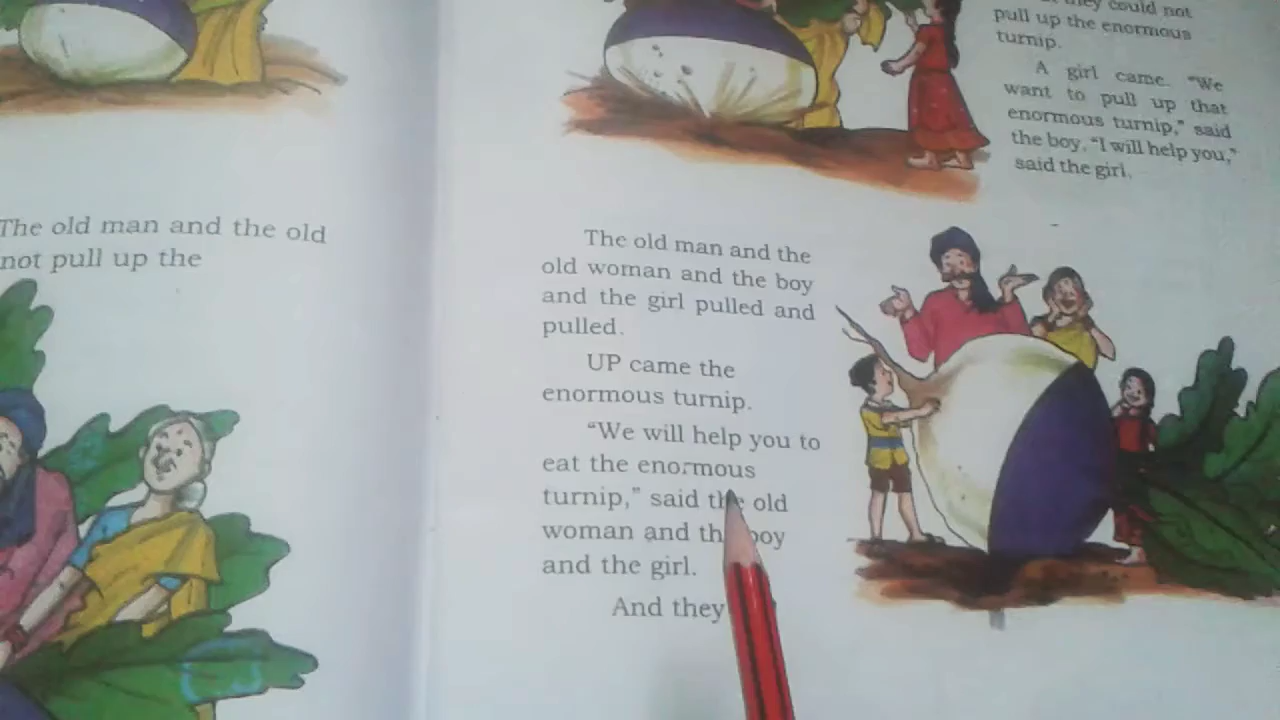 The old man and the old
not pull up the
they could not
pull up the enormous
turnip.
A girl came. “We
want to pull up that
enormous turnip,” said
the boy. “I will help you,”
said the girl.
The old man and the
old woman and the boy
and the girl pulled and
pulled.
UP came the
enormous turnip.
“We will help you to
eat the enormous
turnip,” said the old
woman and the boy
and the girl.
And they